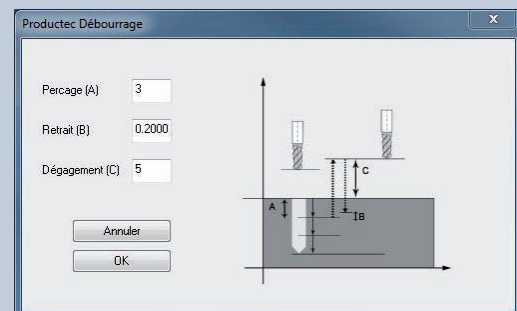 Productec Débourrage
x
Percage (A) 3
Retrait (B) 0.2000
Dégagement (C) 5
Annuler
OK
C
A
B